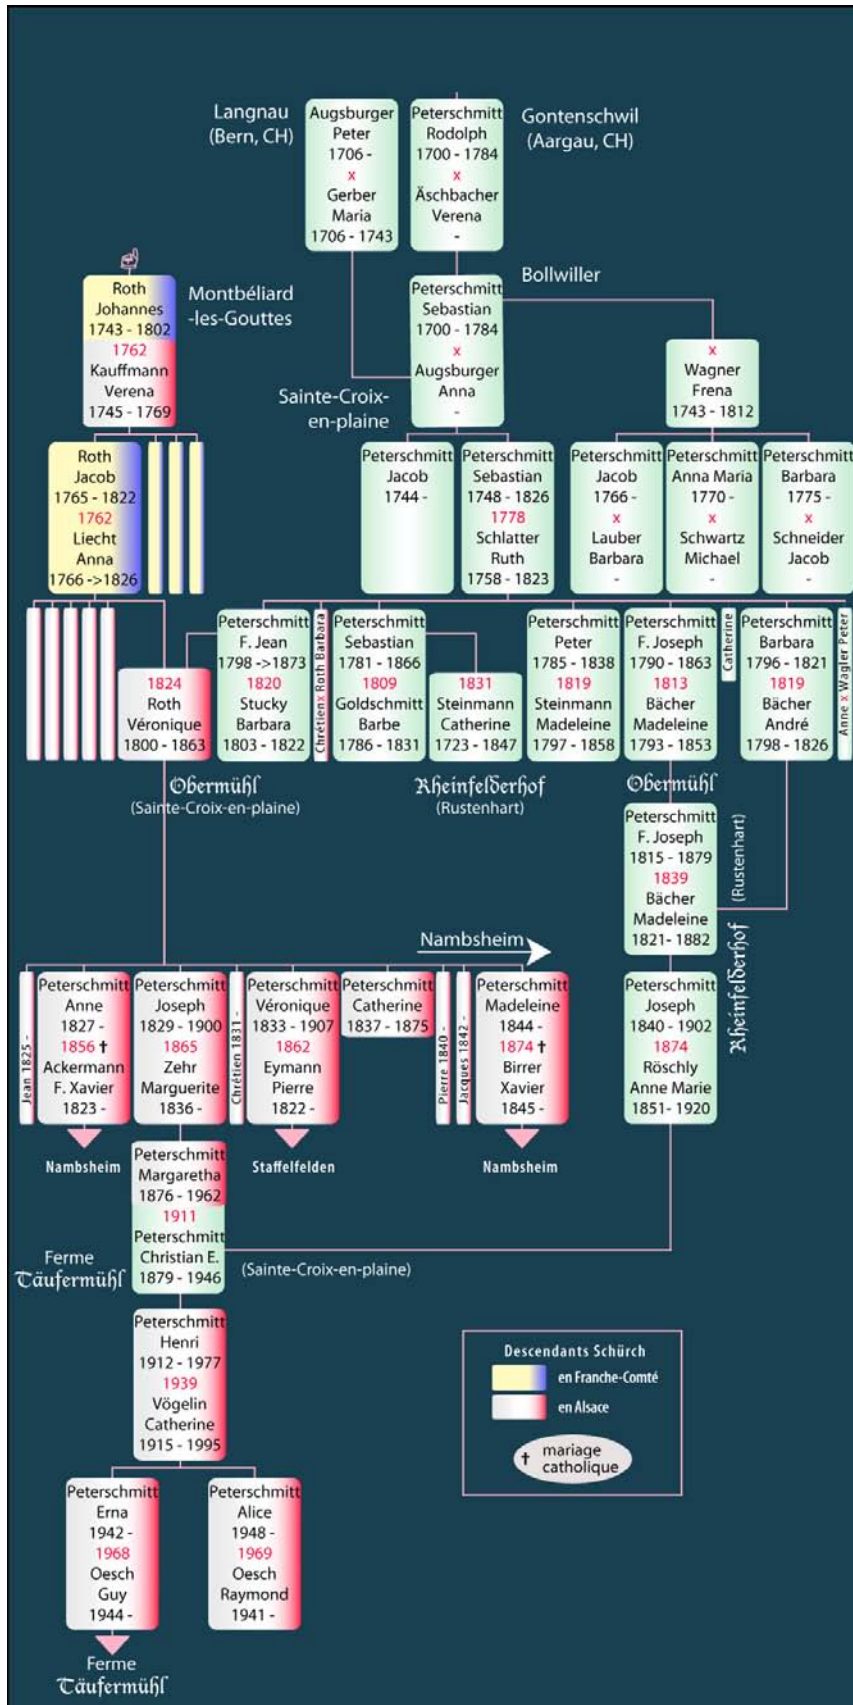 Langnau
(Bern, CH)
Augsburger
Peter
1706 -
x
Gerber
Maria
1706 - 1743
Peterschmitt
Rodolph
1700 - 1784
x
Äschbacher
Verena
-
Gontenschwil
(Aargau, CH)
Roth
Johannes
1743 - 1802
1762
Kauffmann
Verena
1745 - 1769
Montbéliard
-les-Gouttes
Peterschmitt
Sebastian
1700 - 1784
x
Augsburger
Anna
-
Bollwiller
x
Wagner
Frena
1743 - 1812
Sainte-Croix-
en-plaine
Roth
Jacob
1765 - 1822
1762
Liecht
Anna
1766 ->1826
Peterschmitt
Jacob
1744 -
Peterschmitt
Sebastian
1748 - 1826
1778
Schlatter
Ruth
1758 - 1823
Peterschmitt
Jacob
1766 -
x
Lauber
Barbara
-
Peterschmitt
Anna Maria
1770 -
x
Schwartz
Michael
-
Peterschmitt
Barbara
1775 -
x
Schneider
Jacob
-
1824
Roth
Véronique
1800 - 1863
Peterschmitt
F. Jean
1798 ->1873
1820
Stucky
Barbara
1803 - 1822
Chrétien x Roth Barbara
Peterschmitt
Sebastian
1781 - 1866
1809
Goldschmitt
Barbe
1786 - 1831
1831
Steinmann
Catherine
1723 - 1847
Peterschmitt
Peter
1785 - 1838
1819
Steinmann
Madeleine
1797 - 1858
Peterschmitt
F. Joseph
1790 - 1863
1813
Bächer
Madeleine
1793 - 1853
Catherine
Peterschmitt
Barbara
1796 - 1821
1819
Bächer
André
1798 - 1826
Anne x Wagler Peter
Obermühl
(Sainte-Croix-en-plaine)
Rheinfelderhof
(Rustenhart)
Obermühl
Peterschmitt
F. Joseph
1815 - 1879
1839
Bächer
Madeleine
1821- 1882
(Rustenhart)
Rheinfelderhof
Nambsheim
Jean 1825 -
Peterschmitt
Anne
1827 -
1856 ✝
Ackermann
F. Xavier
1823 -
Peterschmitt
Joseph
1829 - 1900
1865
Zehr
Marguerite
1836 -
Chrétien 1831 -
Peterschmitt
Véronique
1833 - 1907
1862
Eymann
Pierre
1822 -
Peterschmitt
Catherine
1837 - 1875
Pierre 1840 -
Jacques 1842 -
Peterschmitt
Madeleine
1844 -
1874 ✝
Birrer
Xavier
1845 -
Peterschmitt
Joseph
1840 - 1902
1874
Röschly
Anne Marie
1851- 1920
Nambsheim
Staffelfelden
Nambsheim
Peterschmitt
Margaretha
1876 - 1962
1911
Peterschmitt
Christian E.
1879 - 1946
Ferme
Täufermühl
(Sainte-Croix-en-plaine)
Peterschmitt
Henri
1912 - 1977
1939
Vögelin
Catherine
1915 - 1995
Descendants Schürch
en Franche-Comté
en Alsace
✝ mariage
catholique
Peterschmitt
Erna
1942 -
1968
Oesch
Guy
1944 -
Peterschmitt
Alice
1948 -
1969
Oesch
Raymond
1941 -
Ferme
Täufermühl